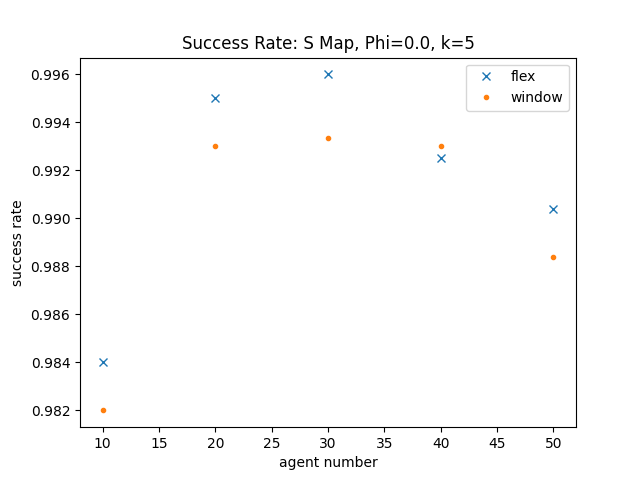 Success Rate: S Map, Phi=0.0, k=5
flex
window
success rate
0.996
0.994
0.992
0.990
0.988
0.986
0.984
0.982
10 15 20 25 30 35 40 45 50
agent number